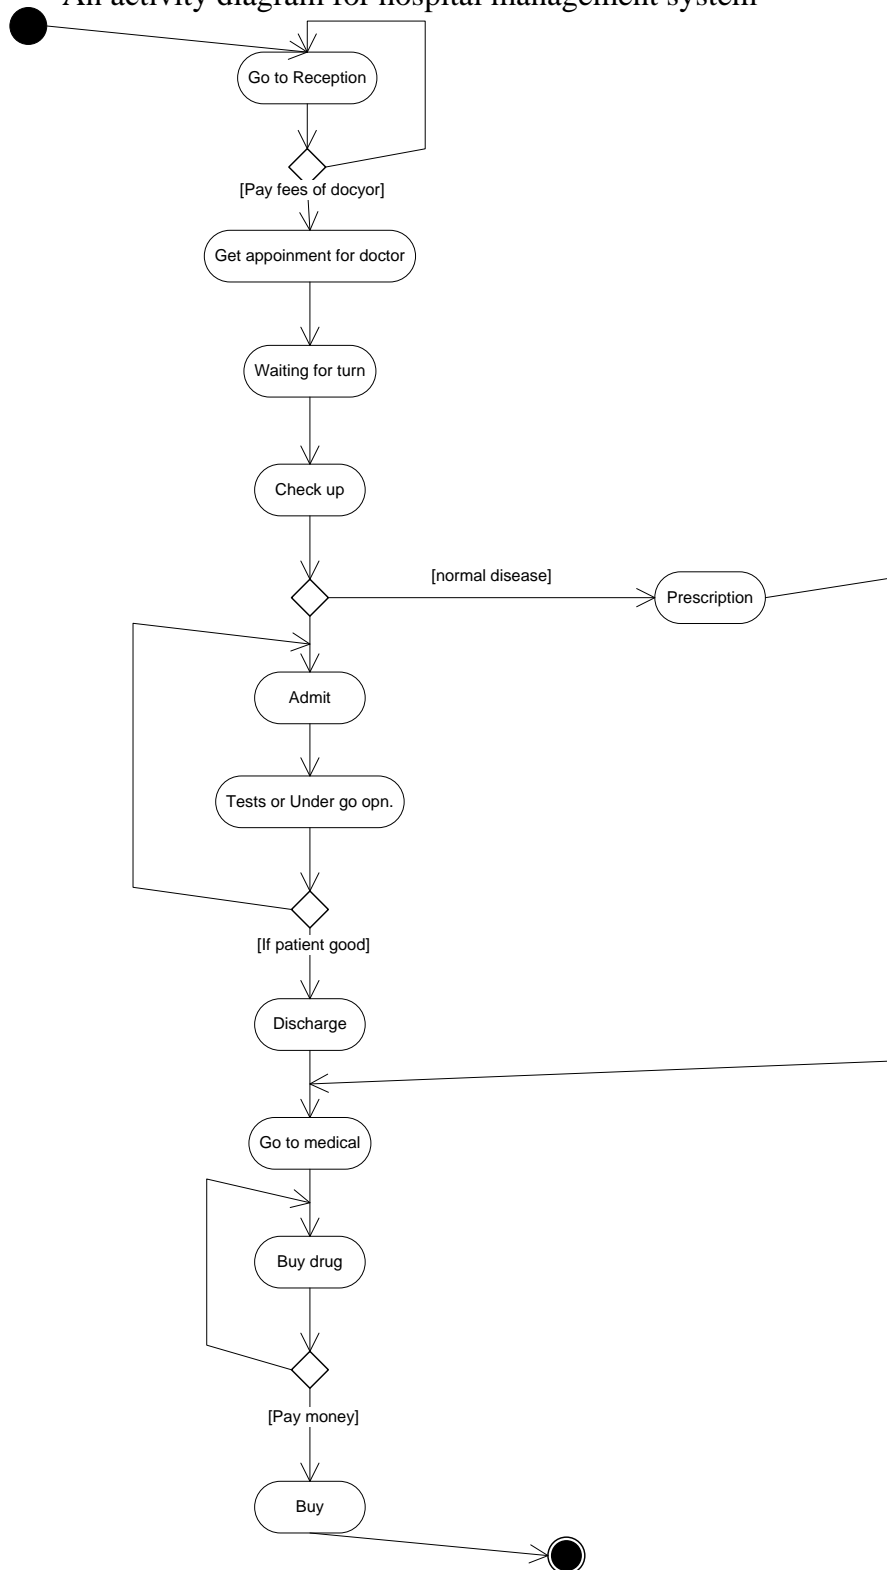 An activity diagram for hospital management system
Go to Reception
[Pay fees of docyor]
Get appoinment for doctor
Waiting for turn
Check up
[normal disease]
Prescription
Admit
Tests or Under go opn.
[If patient good]
Discharge
Go to medical
Buy drug
[Pay money]
Buy